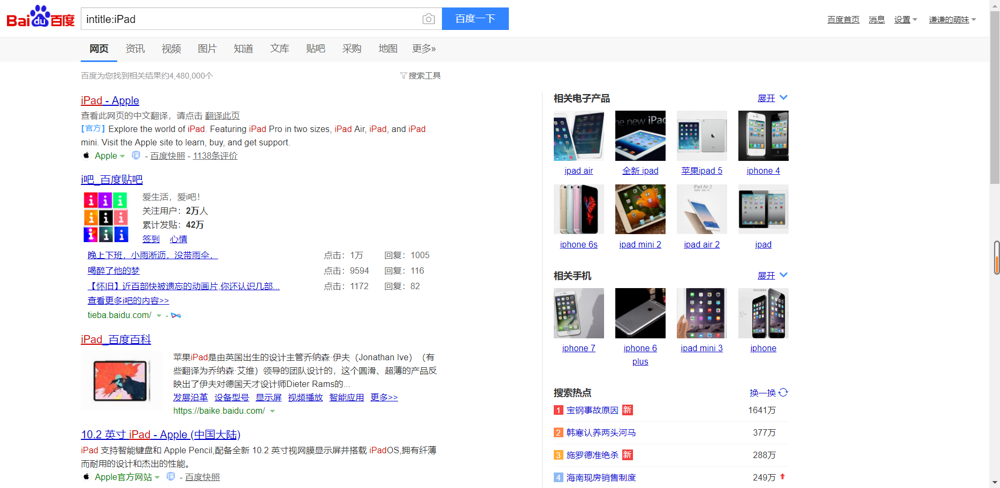 Baidu百度
intitle:iPad
百度一下
百度首页 消息 设置 谦谦的萌妹
网页 资讯 视频 图片 知道 文库 贴吧 采购 地图 更多»
百度为您找到相关结果约4,480,000个
搜索工具
iPad - Apple
查看此网页的中文翻译，请点击 翻译此页
【官方】Explore the world of iPad. Featuring iPad Pro in two sizes, iPad Air, iPad, and iPad
mini. Visit the Apple site to learn, buy, and get support.
Apple 保 - 百度快照 - 1138条评价
i吧_百度贴吧
爱生活，爱i吧！
关注用户：2万人
累计发贴：42万
签到 心情
晚上下班，小雨淅沥，没带雨伞，
点击：1万 回复：1005
喝醉了他的梦
点击：9594 回复：116
【怀旧】近百部快被遗忘的动画片,你还认识几部...
点击：1172 回复：82
查看更多i吧的内容>>
tieba.baidu.com/ -
iPad_百度百科
苹果iPad是由英国出生的设计主管乔纳森·伊夫（Jonathan Ive）（有
些翻译为乔纳森·艾维）领导的团队设计的，这个圆滑、超薄的产品反
映出了伊夫对德国天才设计师Dieter Rams的...
发展沿革 设备型号 显示屏 视频播放 智能应用 更多>>
https://baike.baidu.com/
10.2 英寸 iPad - Apple (中国大陆)
iPad 支持智能键盘和 Apple Pencil,配备全新 10.2 英寸视网膜显示屏并搭载 iPadOS,拥有纤薄
而耐用的设计和杰出的性能。
Apple官方网站 保 - 百度快照
相关电子产品 展开
he new iPad
ipad air 全新 ipad 苹果ipad 5 iphone 4
iPad Air 2
iphone 6s ipad mini 2 ipad air 2 ipad
相关手机 展开
iphone 7 iphone 6 plus ipad mini 3 iphone
搜索热点 换一换
1 宝钢事故原因 新 1641万
2 韩寒认养两头河马 377万
3 施罗德准绝杀 新 288万
4 海南现房销售制度 249万